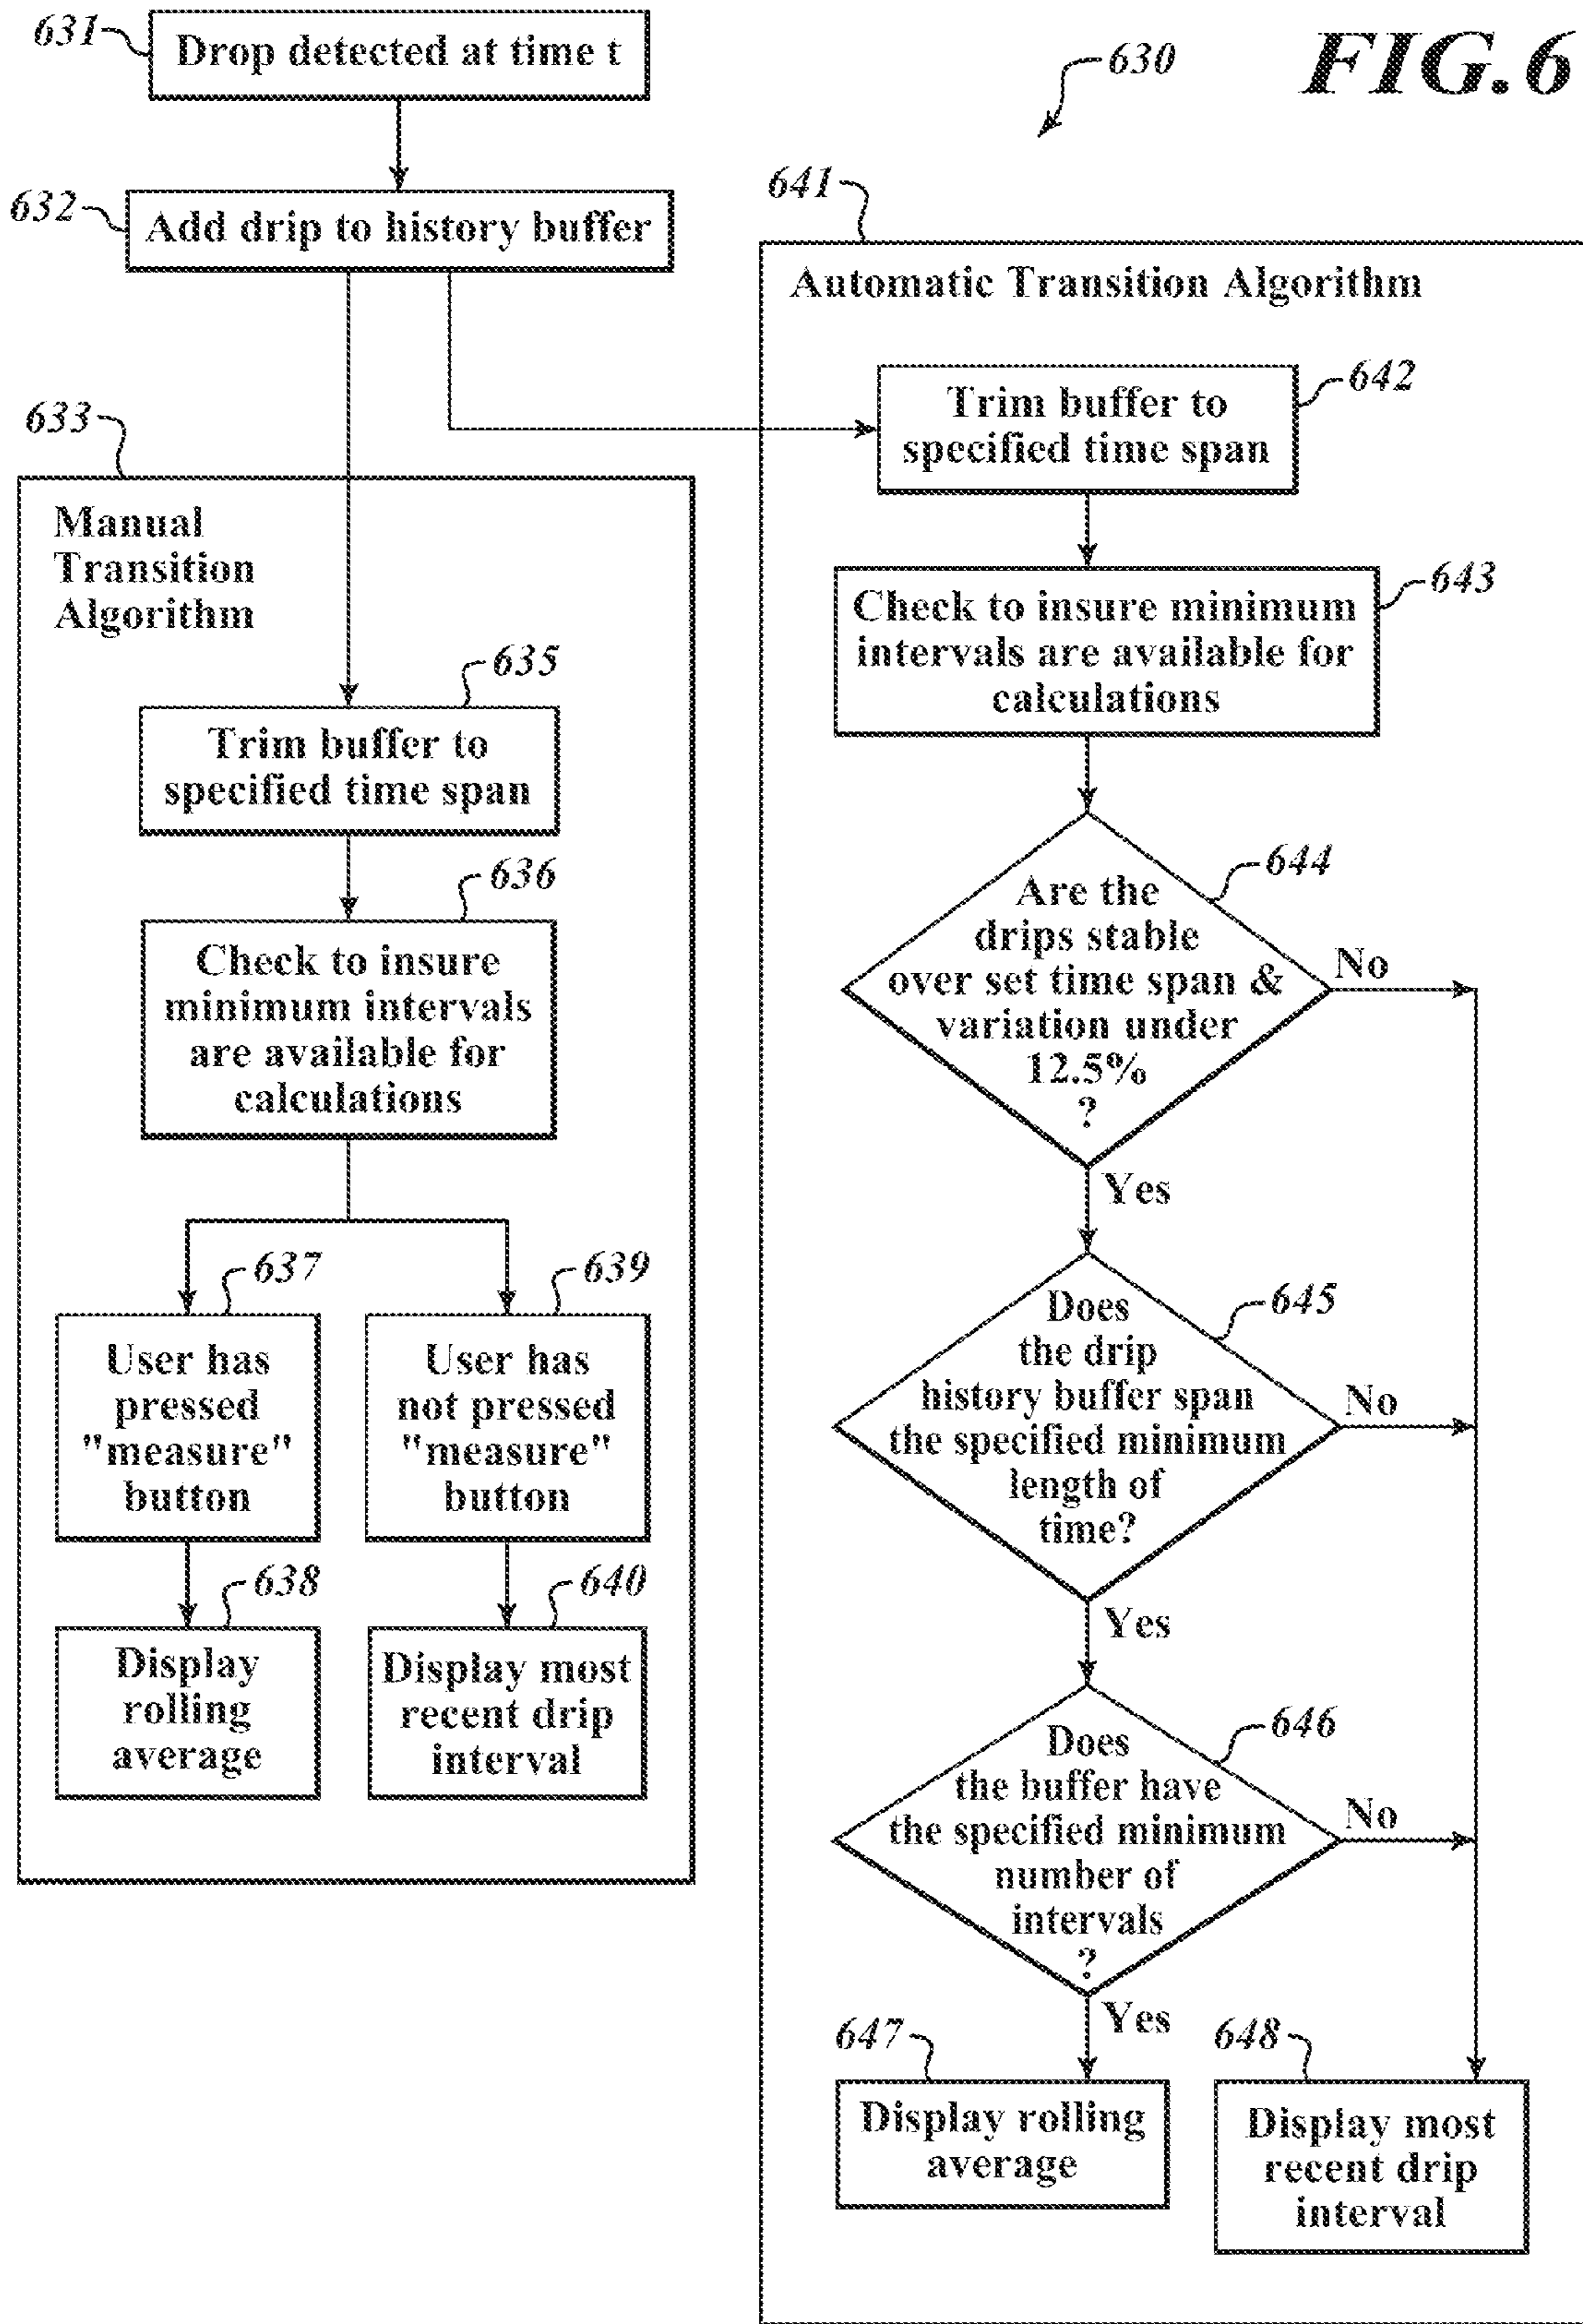 FIG. 6
630
631
Drop detected at time t
632
Add drip to history buffer
633
Manual
Transition
Algorithm
635
Trim buffer to
specified time span
636
Check to insure
minimum intervals
are available for
calculations
637
User has
pressed
"measure"
button
638
Display
rolling
average
639
User has
not pressed
"measure"
button
640
Display most
recent drip
interval
641
Automatic Transition Algorithm
642
Trim buffer to
specified time span
643
Check to insure minimum
intervals are available for
calculations
644
Are the
drips stable
over set time span &
variation under
12.5%
?
No
Yes
645
Does
the drip
history buffer span
the specified minimum
length of
time?
No
Yes
646
Does
the buffer have
the specified minimum
number of
intervals
?
No
Yes
647
Display rolling
average
648
Display most
recent drip
interval